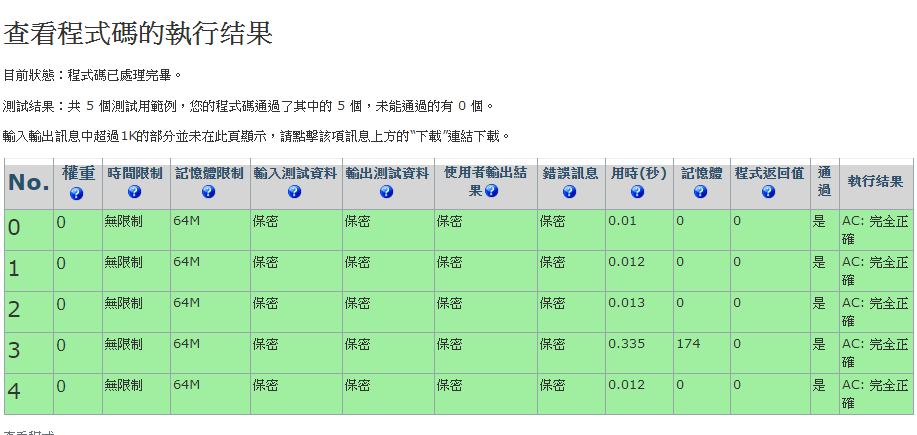 查看程式碼的執行结果
目前狀態：程式碼已處理完畢。
測試結果：共 5 個測試用範例，您的程式碼通過了其中的 5 個，未能通過的有 0 個。
輸入輸出訊息中超過1K的部分並未在此頁顯示，請點擊該項訊息上方的“下載”連結下載。
No. 權重 時間限制 記憶體限制 輸入測試資料 輸出測試資料 使用者輸出結果 錯誤訊息 用時(秒) 記憶體 程式返回值 通過 執行结果
0 0 無限制 64M 保密 保密 保密 保密 0.01 0 0 是 AC: 完全正確
1 0 無限制 64M 保密 保密 保密 保密 0.012 0 0 是 AC: 完全正確
2 0 無限制 64M 保密 保密 保密 保密 0.013 0 0 是 AC: 完全正確
3 0 無限制 64M 保密 保密 保密 保密 0.335 174 0 是 AC: 完全正確
4 0 無限制 64M 保密 保密 保密 保密 0.012 0 0 是 AC: 完全正確